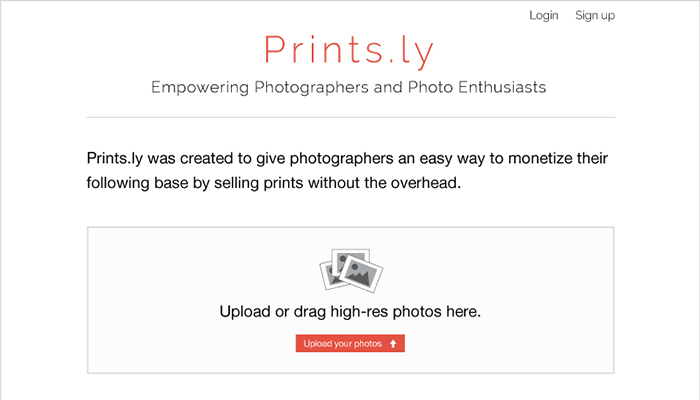 Login Sign up
Prints.ly
Empowering Photographers and Photo Enthusiasts
Prints.ly was created to give photographers an easy way to monetize their
following base by selling prints without the overhead.
Upload or drag high-res photos here.
Upload your photos